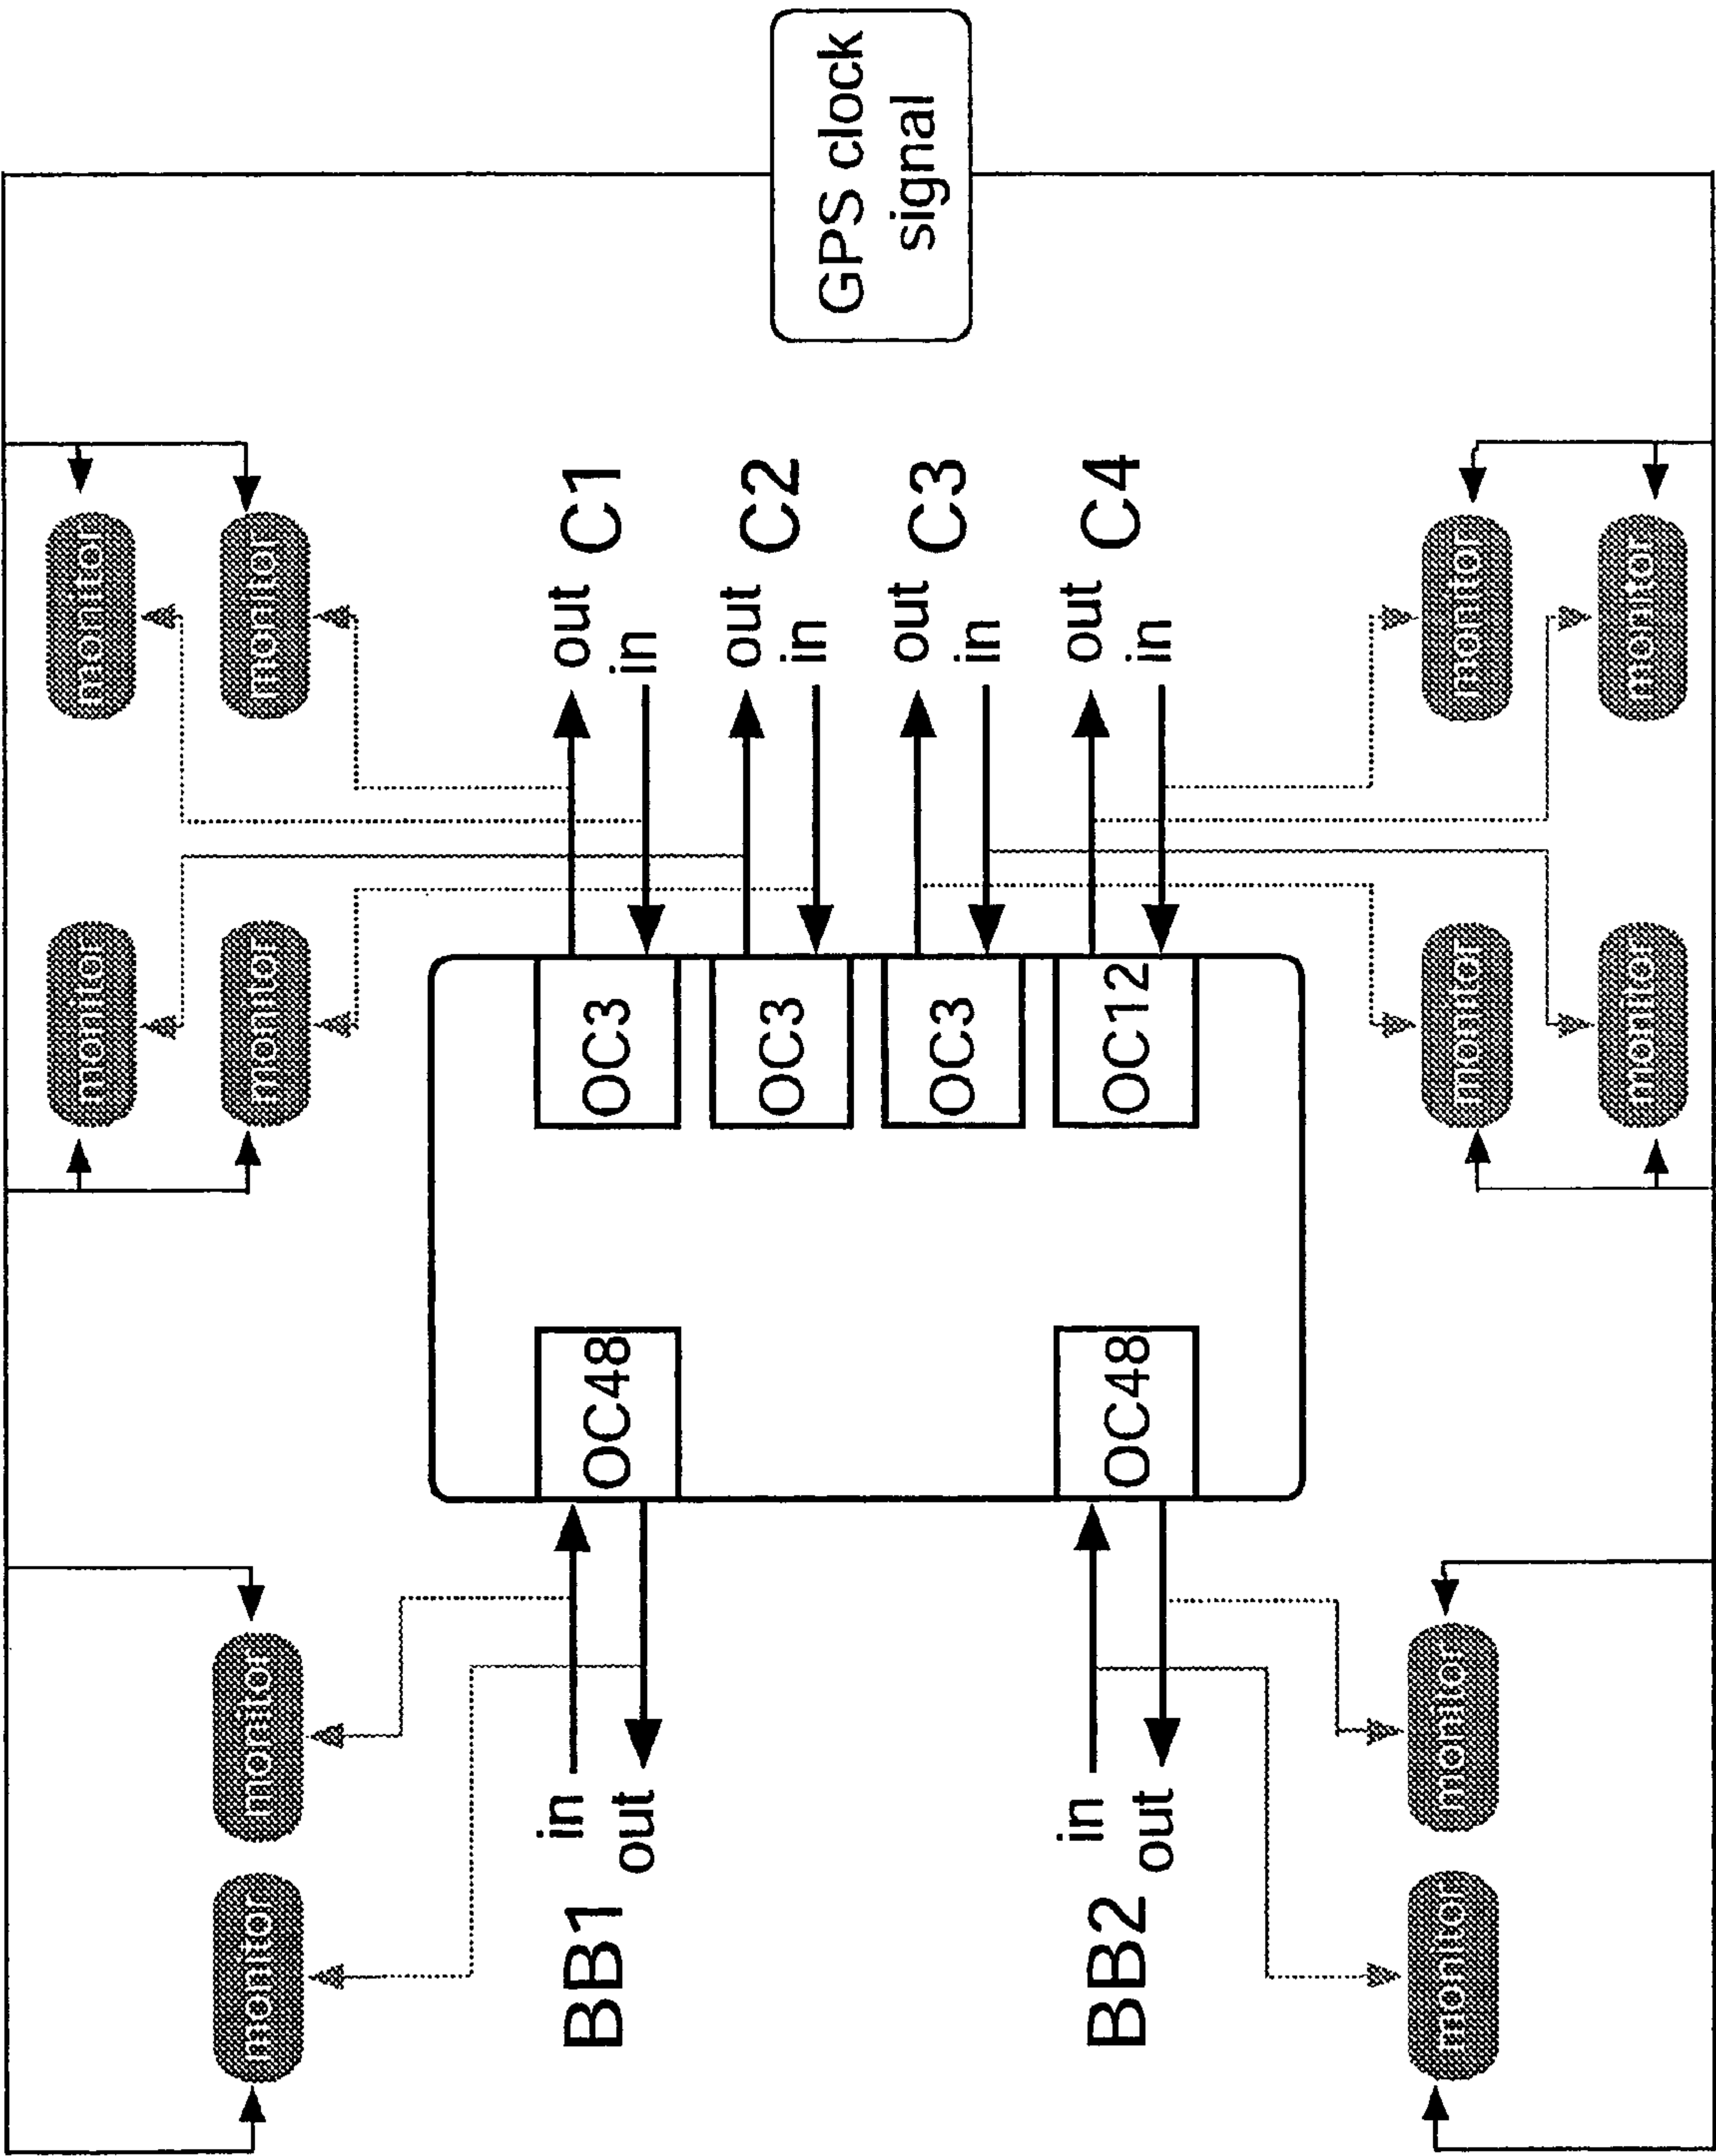 monitor
monitor
monitor
monitor
monitor
monitor
BB1
in
out
OC48
OC3
out
in
C1
OC3
out
in
C2
GPS clock
signal
OC3
out
in
C3
BB2
in
out
OC48
OC12
out
in
C4
monitor
monitor
monitor
monitor
monitor
monitor